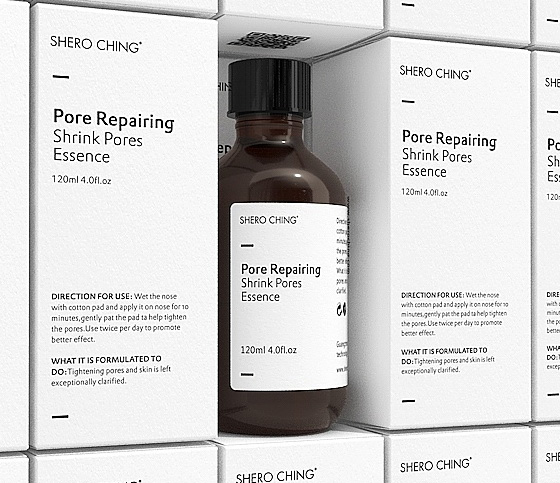 SHERO CHING
Pore Repairing
Shrink Pores
Essence
120ml 4.0fl.oz
DIRECTION FOR USE: Wet the nose
with cotton pad and apply it on nose for 10
minutes,gently pat the pad ta help tighten
the pores.Use twice per day to promote
better effect.
WHAT IT IS FORMULATED TO
DO: Tightening pores and skin is left
exceptionally clarified.
SHERO CHING
SHERO CHING
Pore Repairing
Shrink Pores
Essence
120ml 4.0fl.oz
SHERO CHING
Pore Repairing
Shrink Pores
Essence
120ml 4.0fl.oz
DIRECTION FOR USE: Wet the nose
with cotton pad and apply it on nose for 10
minutes,gently pat the pad ta help tighten
the pores.Use twice per day to promote
better effect.
WHAT IT IS FORMULATED TO
DO: Tightening pores and skin is left
exceptionally clarified.
SHERO CHING
SHERO CHING